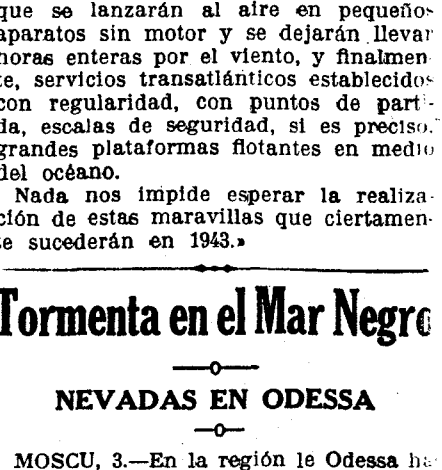 que se lanzarán al aire en pequeños
aparatos sin motor y se dejarán llevar
horas enteras por el viento, y finalmen
te, servicios transatlánticos establecidos
con regularidad, con puntos de parti-
da, escalas de seguridad, si es preciso.
grandes plataformas flotantes en medio
del océano.
Nada nos impide esperar la realiza-
ción de estas maravillas que ciertamen-
te sucederán en 1943.»
Tormenta en el Mar Negro
NEVADAS EN ODESSA
MOSCU, 3.—En la región le Odessa ha